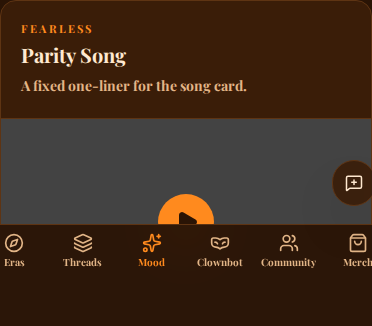 FEARLESS
Parity Song
A fixed one-liner for the song card.
Eras
Threads
Mood
Clownbot
Community
Merch